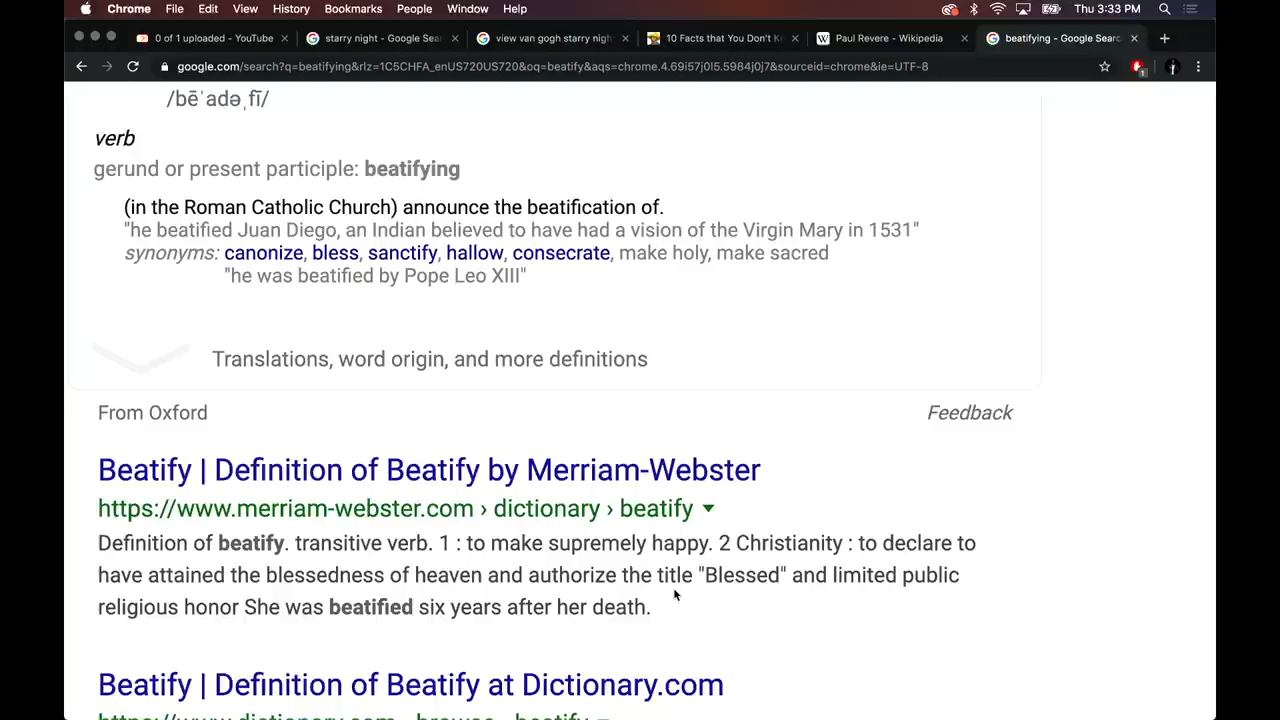 Chrome File Edit View History Bookmarks People Window Help Thu 3:33 PM
0 of 1 uploaded - YouTube starry night - Google Sea view van gogh starry nigh 10 Facts that You Don't K Paul Revere - Wikipedia beatifying - Google Searc
google.com/search?q=beatifying&rlz=1C5CHFA_enUS720US720&oq=beatify&aqs=chrome.4.69i57j0l5.5984j0j7&sourceid=chrome&ie=UTF-8
/bēˈadəˌfī/
verb
gerund or present participle: beatifying
(in the Roman Catholic Church) announce the beatification of.
"he beatified Juan Diego, an Indian believed to have had a vision of the Virgin Mary in 1531"
synonyms: canonize, bless, sanctify, hallow, consecrate, make holy, make sacred
"he was beatified by Pope Leo XIII"
Translations, word origin, and more definitions
From Oxford Feedback
Beatify | Definition of Beatify by Merriam-Webster
https://www.merriam-webster.com › dictionary › beatify
Definition of beatify. transitive verb. 1 : to make supremely happy. 2 Christianity : to declare to
have attained the blessedness of heaven and authorize the title "Blessed" and limited public
religious honor She was beatified six years after her death.
Beatify | Definition of Beatify at Dictionary.com
https://www.dictionary.com › browse › beatify